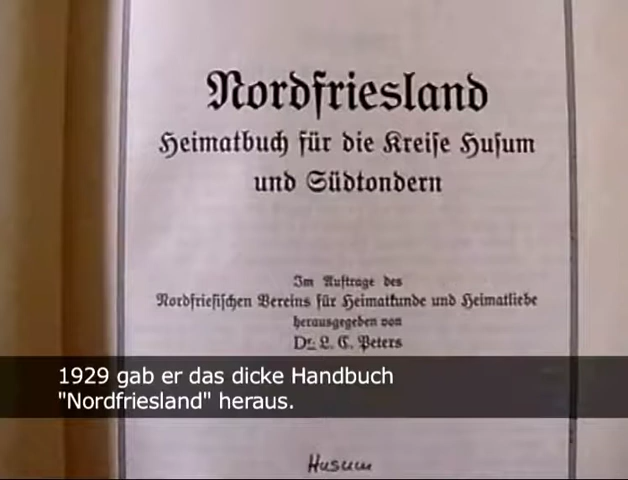 Nordfriesland
Heimatbuch für die Kreise Husum
und Südtondern
Im Auftrage des
Nordfriesischen Vereins für Heimatkunde und Heimatliebe
herausgegeben von
Dr. L. C. Peters
1929 gab er das dicke Handbuch
"Nordfriesland" heraus.
Husum